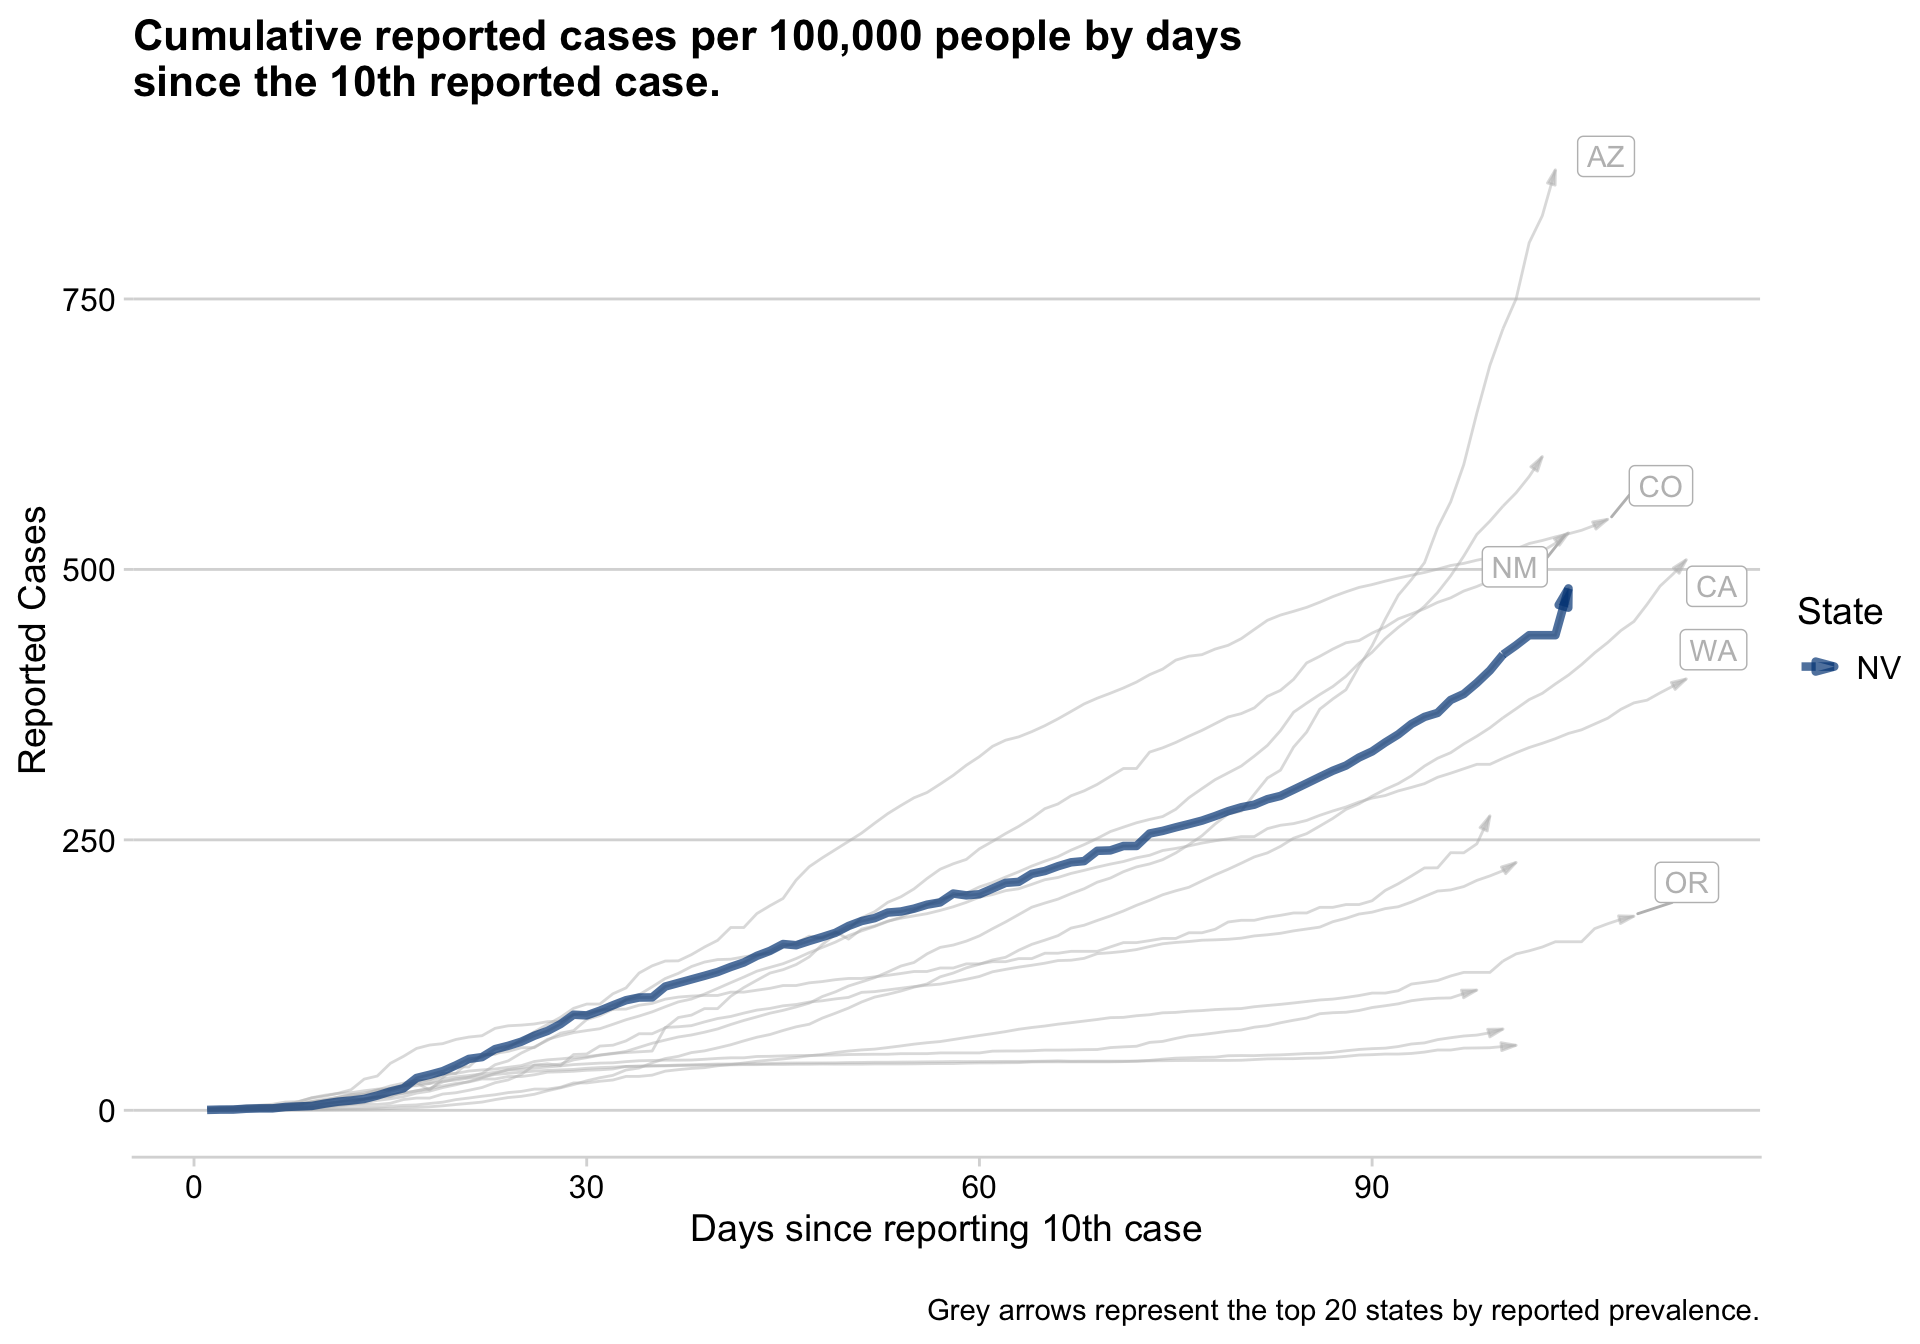 Cumulative reported cases per 100,000 people by days
since the 10th reported case.
AZ
750
CO
500
NM
CA
WA
Reported Cases
State
NV
250
OR
0
0
30
60
90
Days since reporting 10th case
Grey arrows represent the top 20 states by reported prevalence.